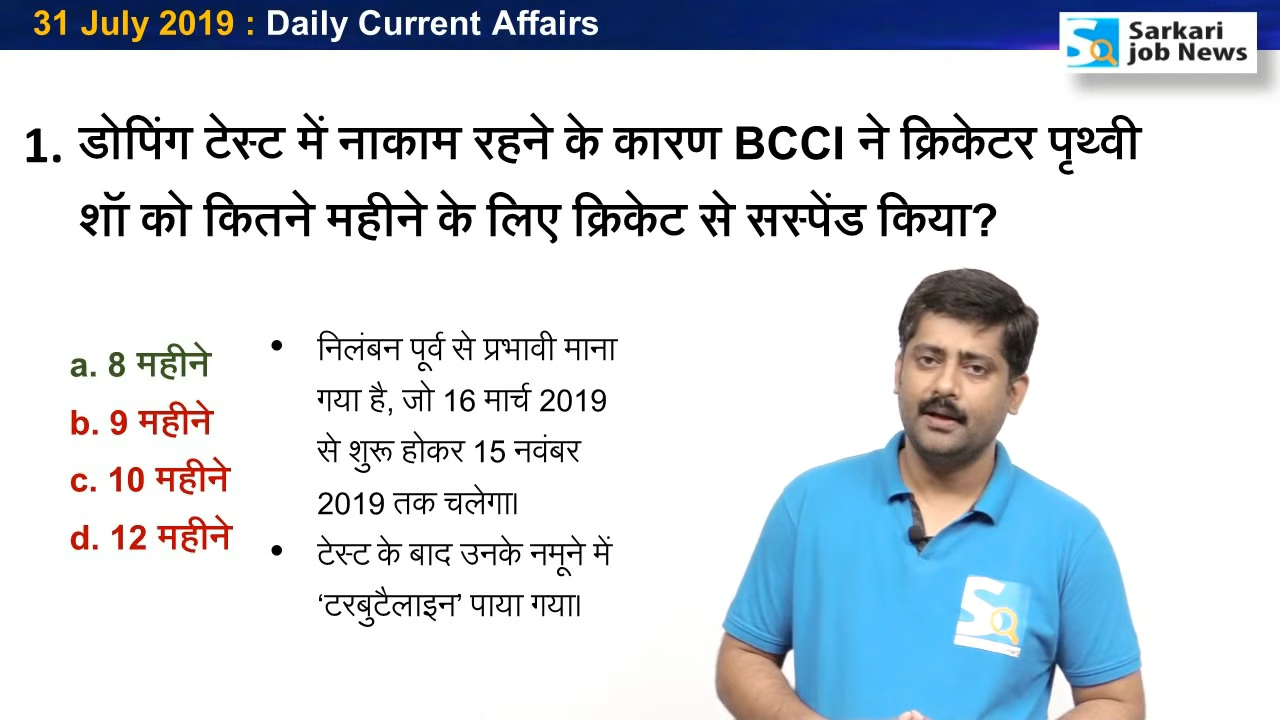 31 July 2019 : Daily Current Affairs
Sarkari
job News
1. डोपिंग टेस्ट में नाकाम रहने के कारण BCCI ने क्रिकेटर पृथ्वी
शॉ को कितने महीने के लिए क्रिकेट से सस्पेंड किया?
a. 8 महीने
b. 9 महीने
c. 10 महीने
d. 12 महीने
• निलंबन पूर्व से प्रभावी माना
गया है, जो 16 मार्च 2019
से शुरू होकर 15 नवंबर
2019 तक चलेगा।
• टेस्ट के बाद उनके नमूने में
‘टरबुटैलाइन’ पाया गया।